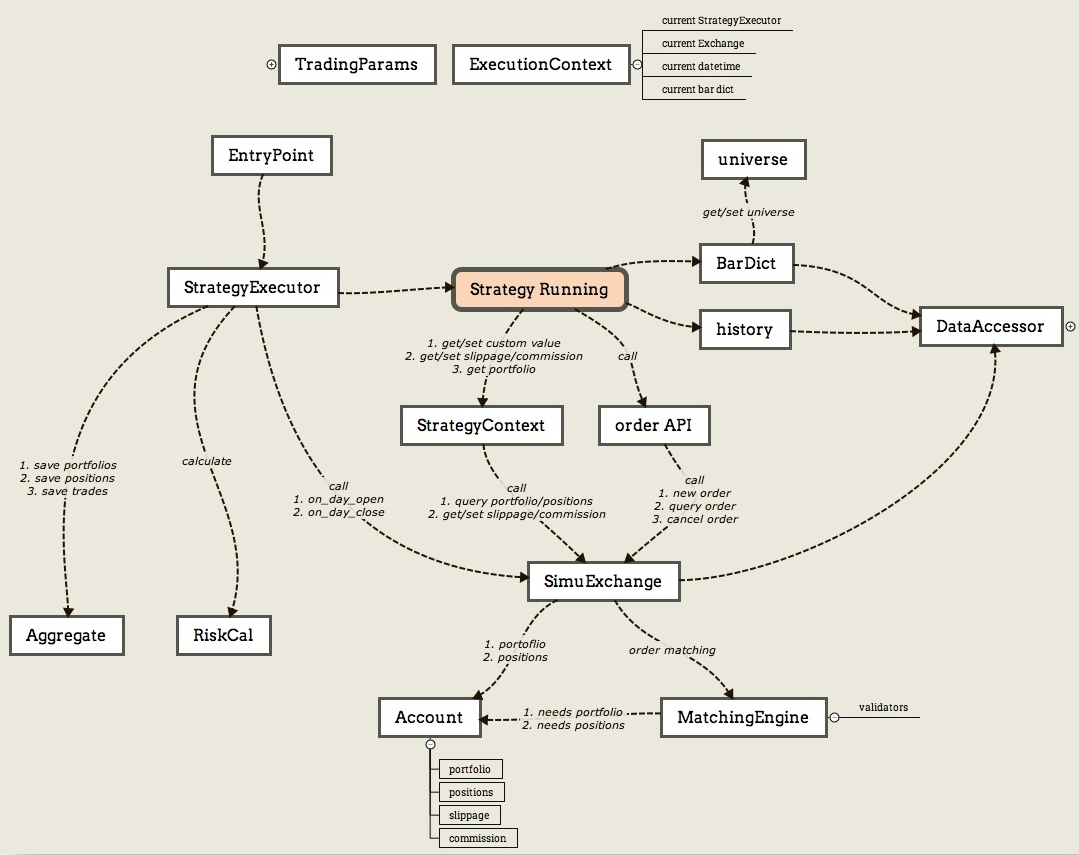 current StrategyExecutor
current Exchange
TradingParams
ExecutionContext
current datetime
current bar dict
EntryPoint
universe
get/set universe
BarDict
StrategyExecutor
Strategy Running
history
DataAccessor
1. get/set custom value
2. get/set slippage/commission
3. get portfolio
call
StrategyContext
order API
1. save portfolios
2. save positions
3. save trades
calculate
call
1. on_day_open
2. on_day_close
call
1. query portfolio/positions
2. get/set slippage/commission
call
1. new order
2. query order
3. cancel order
SimuExchange
Aggregate
RiskCal
1. portoflio
2. positions
order matching
Account
1. needs portfolio
2. needs positions
MatchingEngine
validators
portfolio
positions
slippage
commission